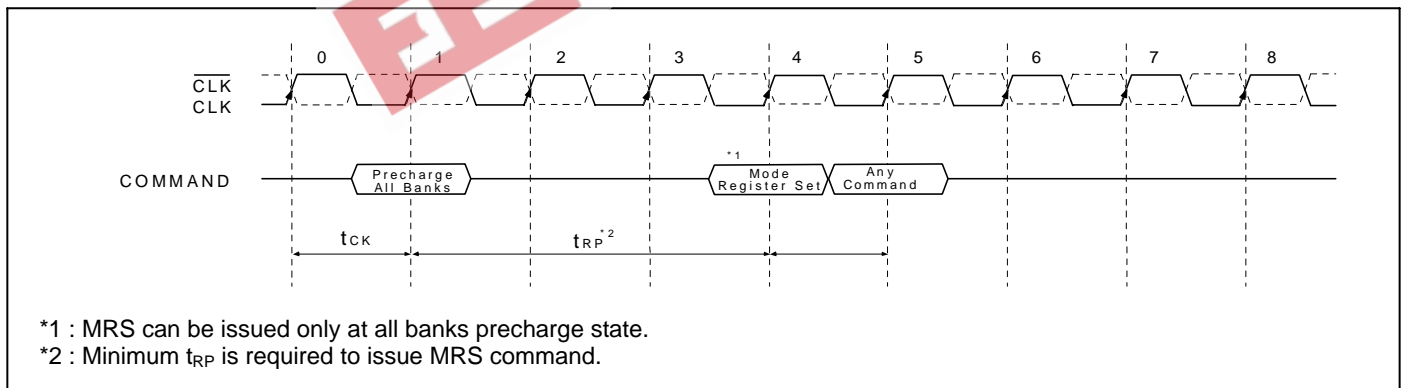 0 1 2 3 4 5 6 7 8
CLK
CLK
*1
COMMAND
Precharge
All Banks
Mode
Register Set
Any
Command
tCK
tRP*2
*1 : MRS can be issued only at all banks precharge state.
*2 : Minimum tRP is required to issue MRS command.